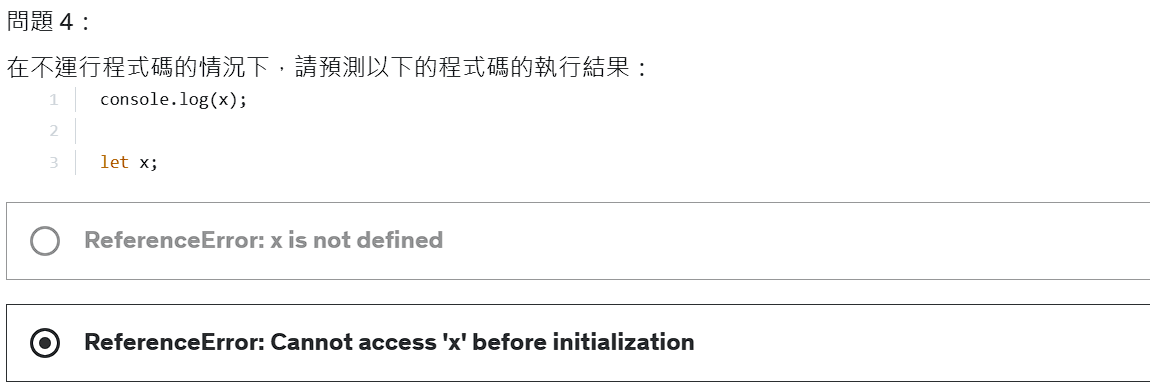 問題 4：
在不運行程式碼的情況下，請預測以下的程式碼的執行結果：
1 console.log(x);
2
3 let x;
ReferenceError: x is not defined
ReferenceError: Cannot access 'x' before initialization